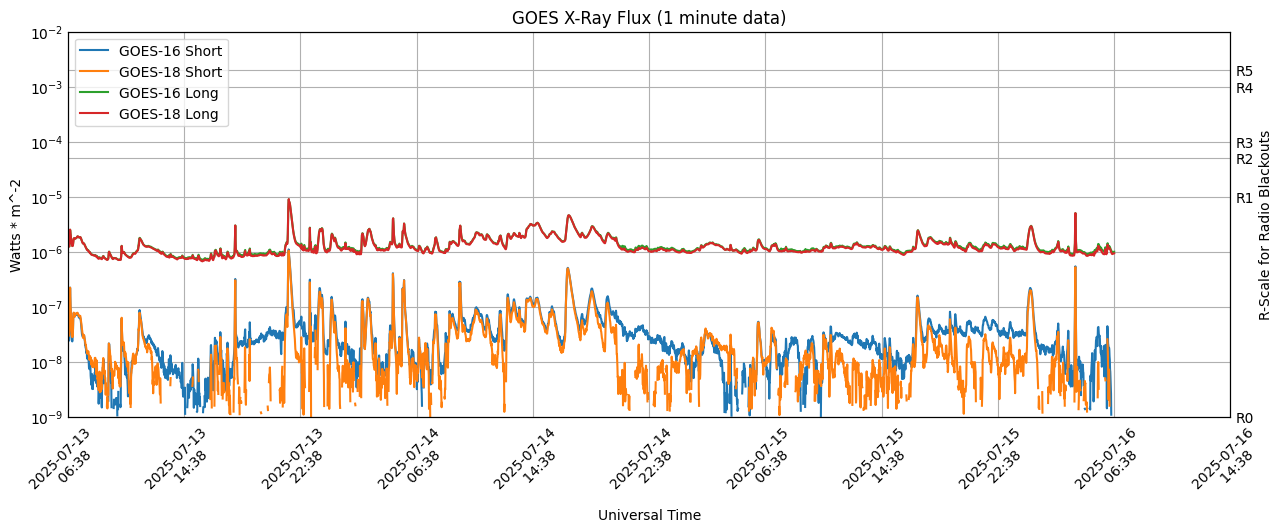 GOES X-Ray Flux (1 minute data)
10^-2
10^-3
10^-4
10^-5
10^-6
10^-7
10^-8
10^-9
Watts * m^-2
GOES-16 Short
GOES-18 Short
GOES-16 Long
GOES-18 Long
R5
R4
R3
R2
R1
R0
R-Scale for Radio Blackouts
2025-07-13
06:38
2025-07-13
14:38
2025-07-13
22:38
2025-07-14
06:38
2025-07-14
14:38
2025-07-14
22:38
2025-07-15
06:38
2025-07-15
14:38
2025-07-15
22:38
2025-07-16
06:38
2025-07-16
14:38
Universal Time